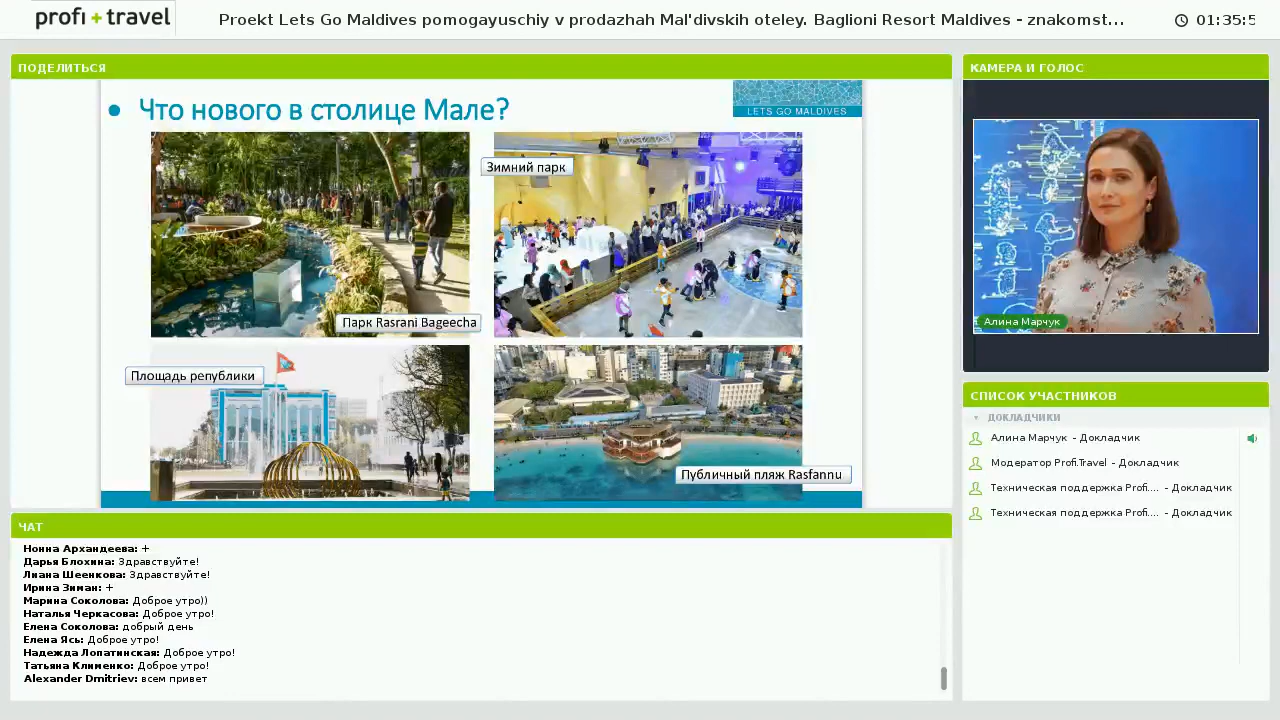 profi + travel
Proekt Lets Go Maldives pomogayuschiy v prodazhah Mal'divskih oteley. Baglioni Resort Maldives - znakomst...
01:35:5
ПОДЕЛИТЬСЯ
• Что нового в столице Мале?
LETS GO MALDIVES
Зимний парк
Парк Rasrani Bageecha
Площадь републики
Публичный пляж Rasfannu
КАМЕРА И ГОЛОС
Алина Марчук
СПИСОК УЧАСТНИКОВ
ДОКЛАДЧИКИ
Алина Марчук - Докладчик
Модератор Profi.Travel - Докладчик
Техническая поддержка Profi.... - Докладчик
Техническая поддержка Profi.... - Докладчик
ЧАТ
Нонна Архандеева: +
Дарья Блохина: Здравствуйте!
Лиана Шеенкова: Здравствуйте!
Ирина Зиман: +
Марина Соколова: Доброе утро))
Наталья Черкасова: Доброе утро!
Елена Соколова: добрый день
Елена Ясь: Доброе утро!
Надежда Лопатинская: Доброе утро!
Татьяна Клименко: Доброе утро!
Alexander Dmitriev: всем привет